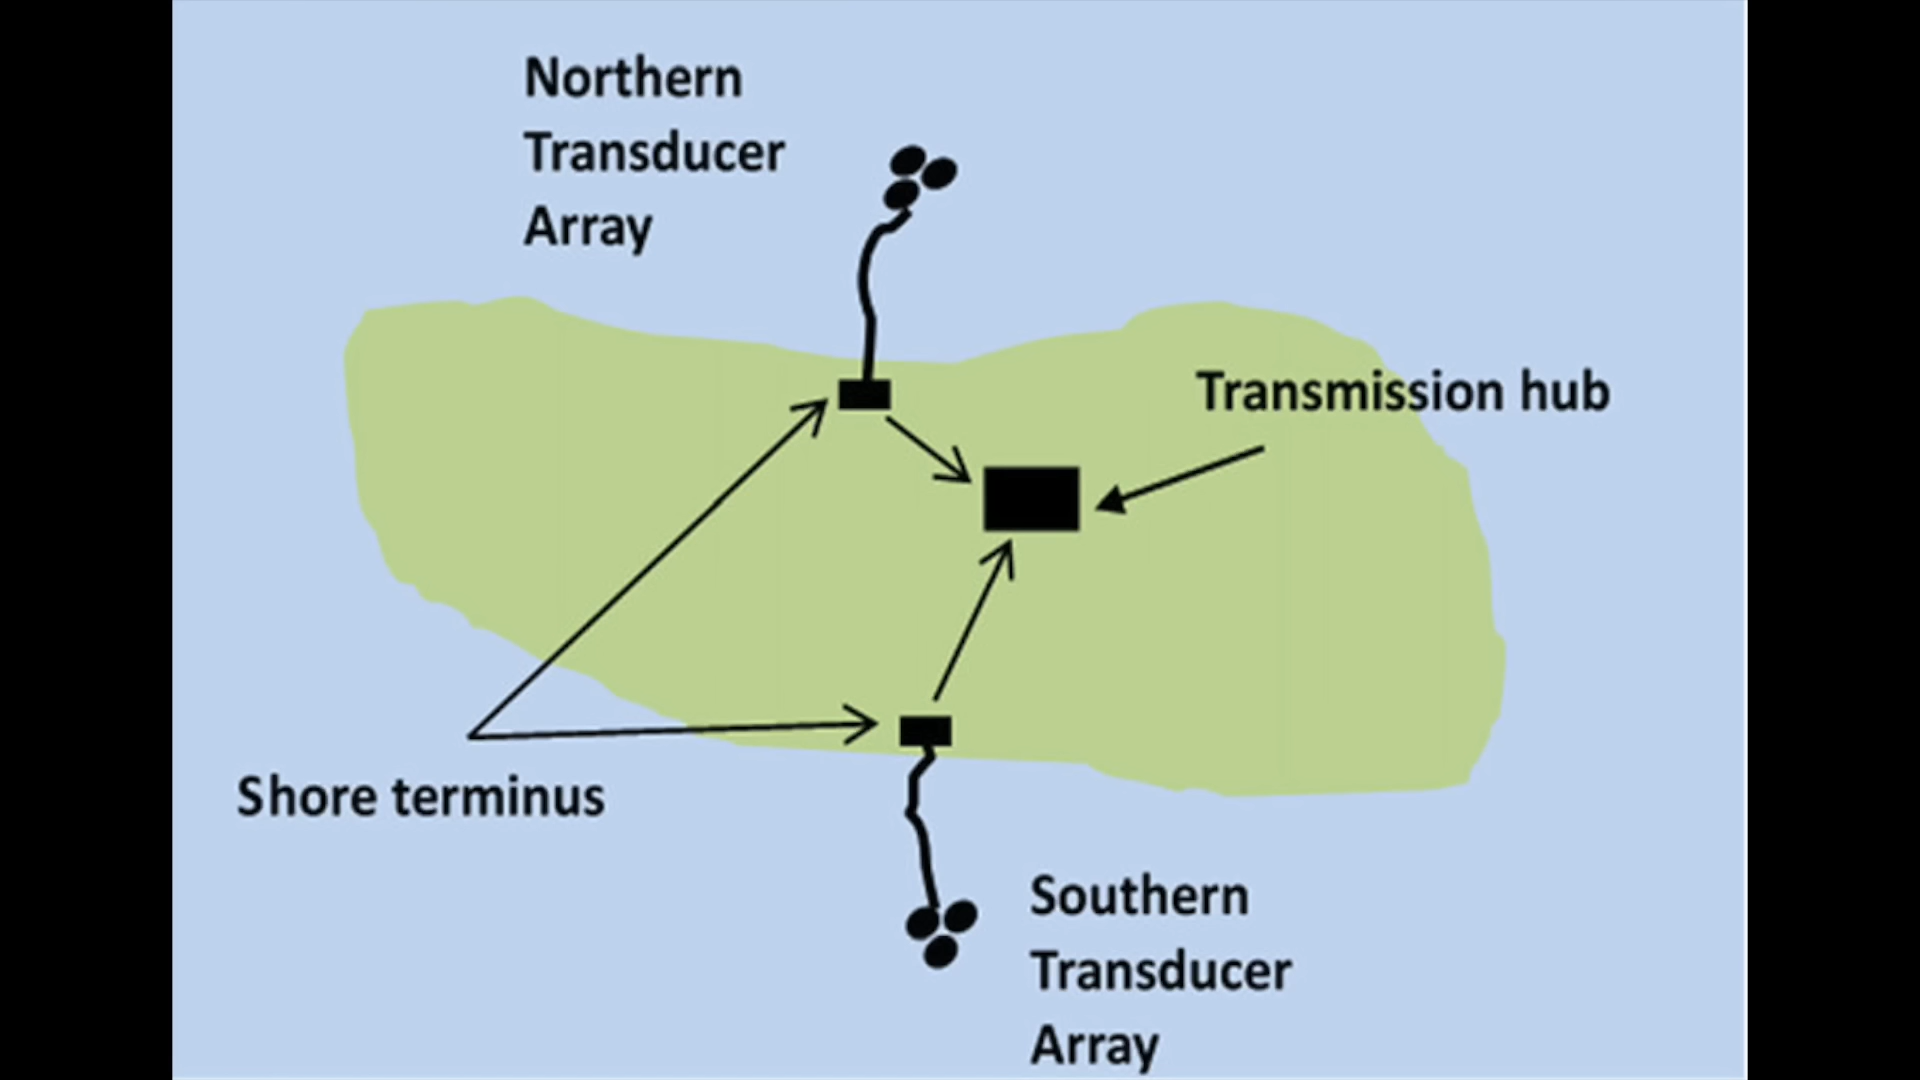 Northern
Transducer
Array
Transmission hub
Shore terminus
Southern
Transducer
Array